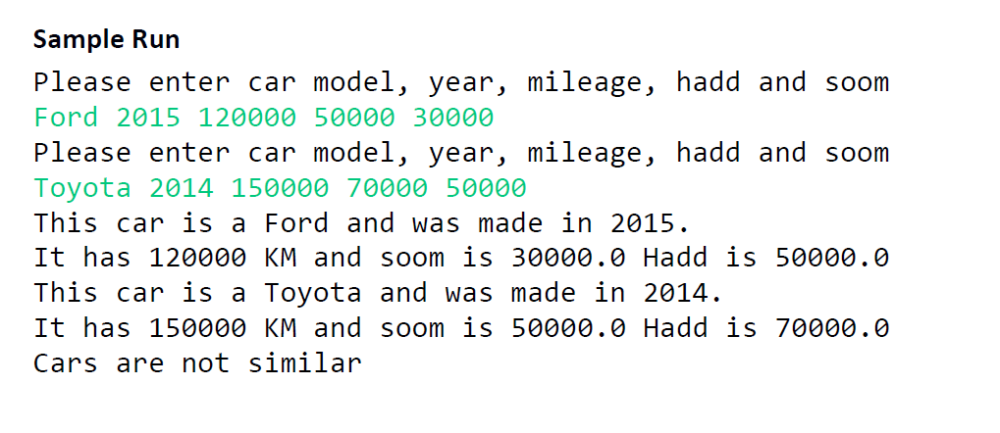 Sample Run
Please enter car model, year, mileage, hadd and soom
Ford 2015 120000 50000 30000
Please enter car model, year, mileage, hadd and soom
Toyota 2014 150000 70000 50000
This car is a Ford and was made in 2015.
It has 120000 KM and soom is 30000.0 Hadd is 50000.0
This car is a Toyota and was made in 2014.
It has 150000 KM and soom is 50000.0 Hadd is 70000.0
Cars are not similar